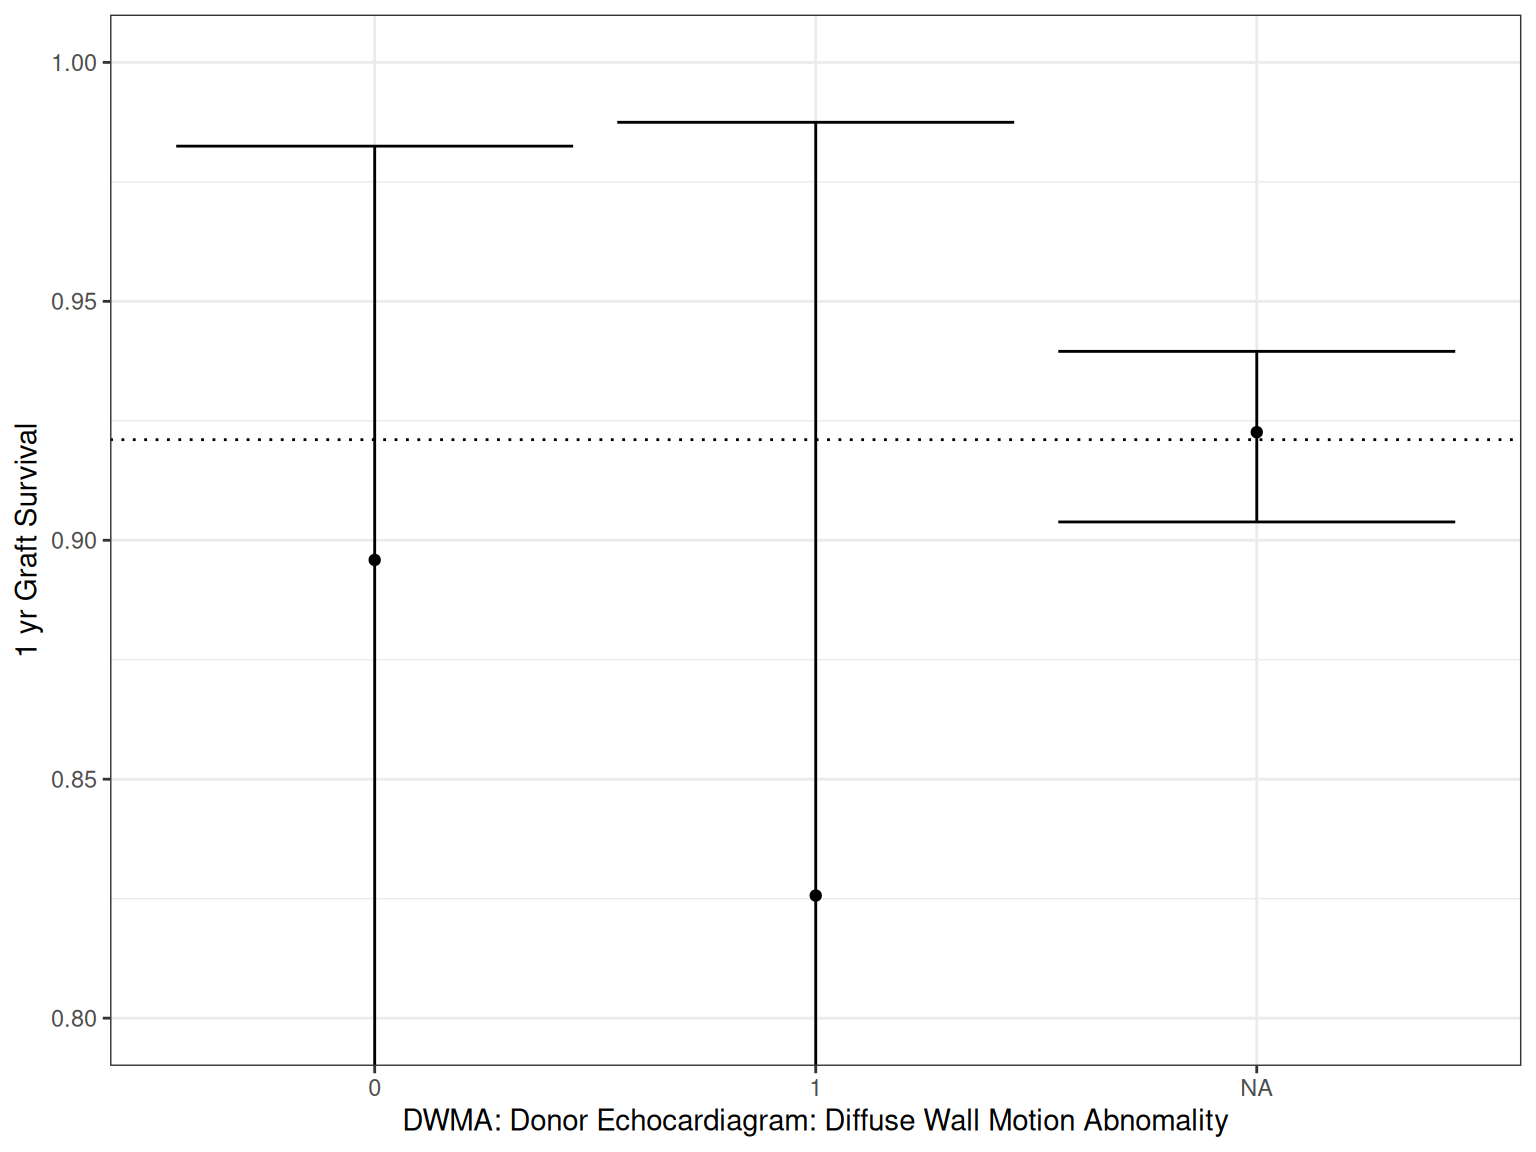 1 yr Graft Survival
1.00
0.95
0.90
0.85
0.80
0 1 NA
DWMA: Donor Echocardiagram: Diffuse Wall Motion Abnomality